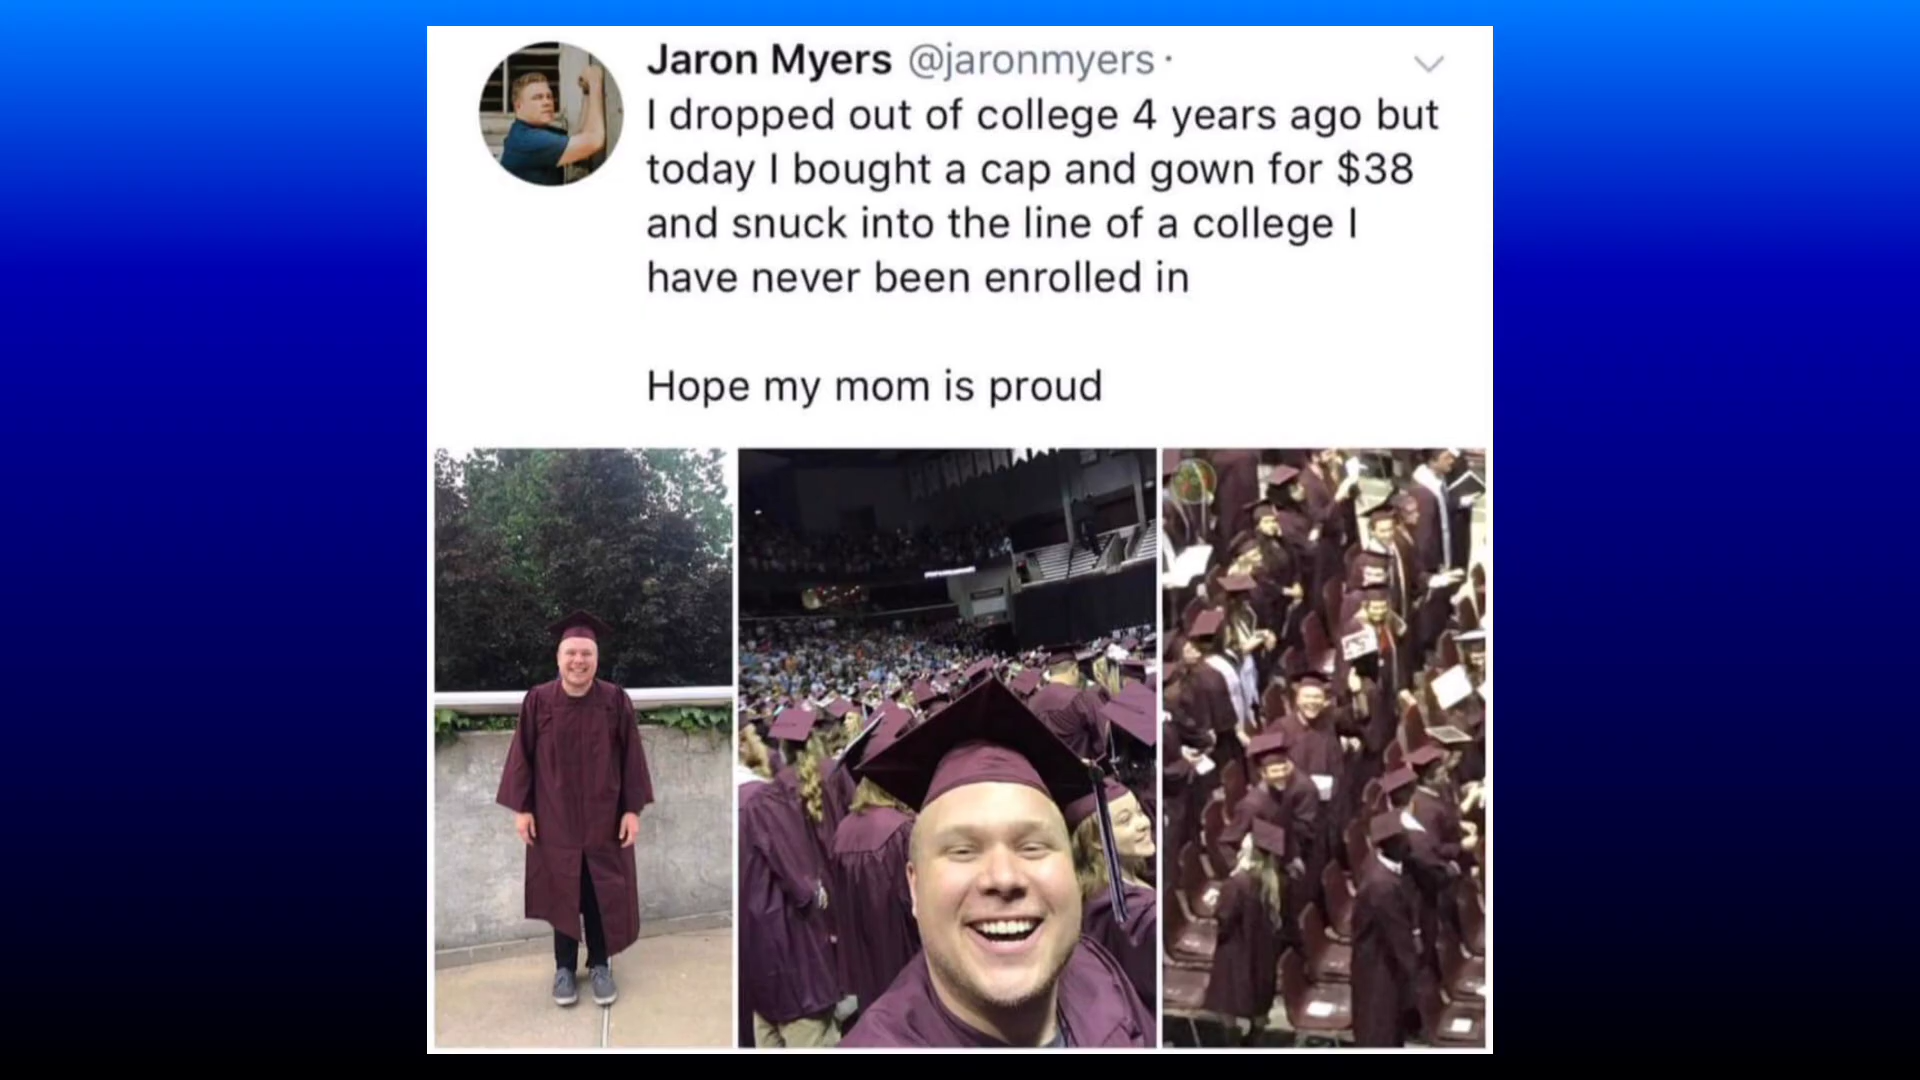 Jaron Myers @jaronmyers ·
I dropped out of college 4 years ago but
today I bought a cap and gown for $38
and snuck into the line of a college I
have never been enrolled in
Hope my mom is proud